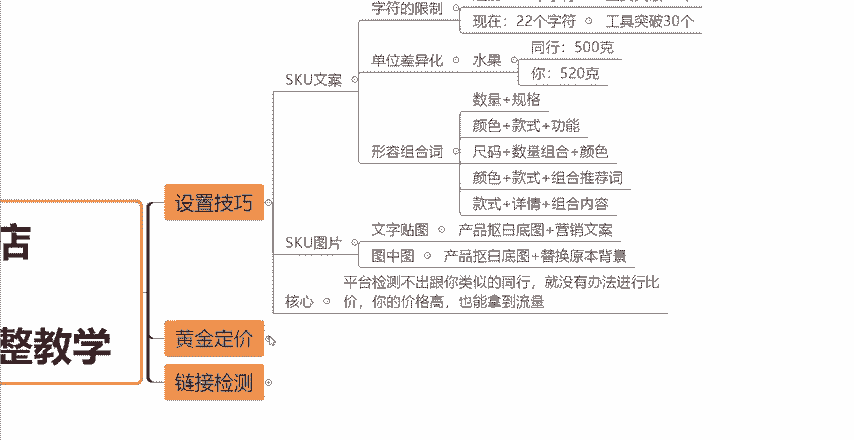 字符的限制
现在：22个字符
工具突破30个
SKU文案
单位差异化
水果
同行：500克
你：520克
形容组合词
数量+规格
颜色+款式+功能
尺码+数量组合+颜色
颜色+款式+组合推荐词
款式+详情+组合内容
设置技巧
SKU图片
文字贴图
产品抠白底图+营销文案
图中图
产品抠白底图+替换原本背景
核心
平台检测不出跟你类似的同行，就没有办法进行比
价，你的价格高，也能拿到流量
店
整教学
黄金定价
链接检测